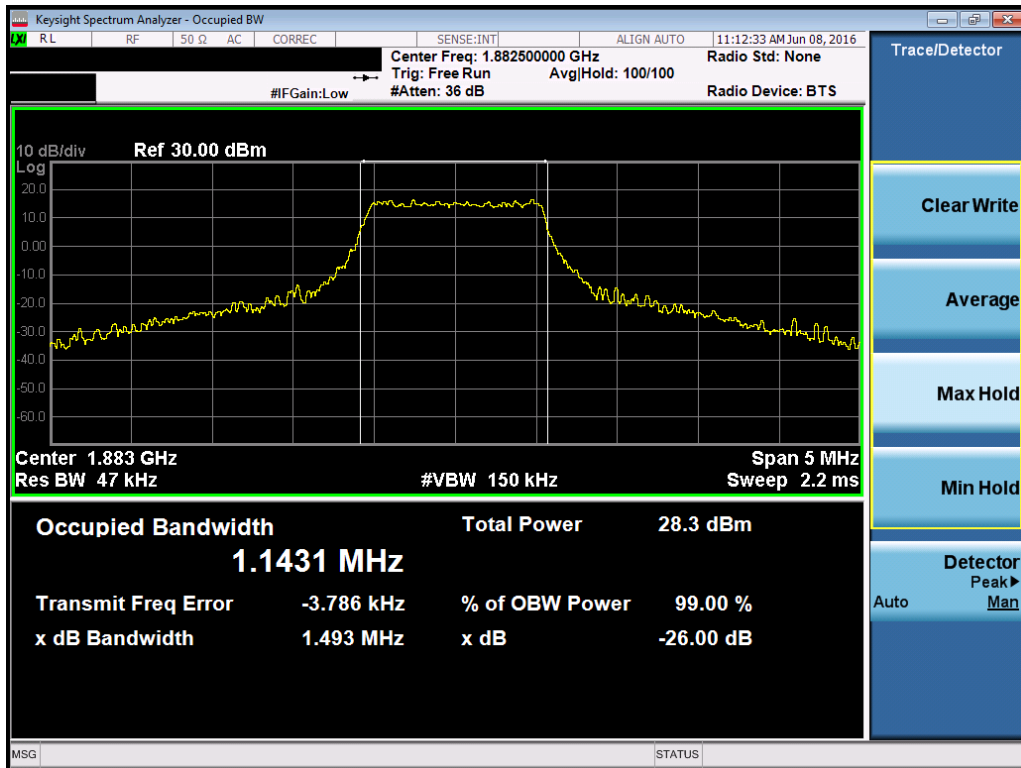 Keysight Spectrum Analyzer - Occupied BW
LXI RL RF 50 Ω AC CORREC SENSE:INT ALIGN AUTO 11:12:33 AM Jun 08, 2016
Center Freq: 1.882500000 GHz Radio Std: None
Trig: Free Run Avg|Hold: 100/100
#IFGain:Low #Atten: 36 dB Radio Device: BTS
10 dB/div Ref 30.00 dBm
Log
20.0
10.0
0.00
-10.0
-20.0
-30.0
-40.0
-50.0
-60.0
Center 1.883 GHz Span 5 MHz
Res BW 47 kHz #VBW 150 kHz Sweep 2.2 ms
Occupied Bandwidth Total Power 28.3 dBm
1.1431 MHz
Transmit Freq Error -3.786 kHz % of OBW Power 99.00 %
x dB Bandwidth 1.493 MHz x dB -26.00 dB
MSG STATUS
Trace/Detector
Clear Write
Average
Max Hold
Min Hold
Detector
Peak▶
Auto Man